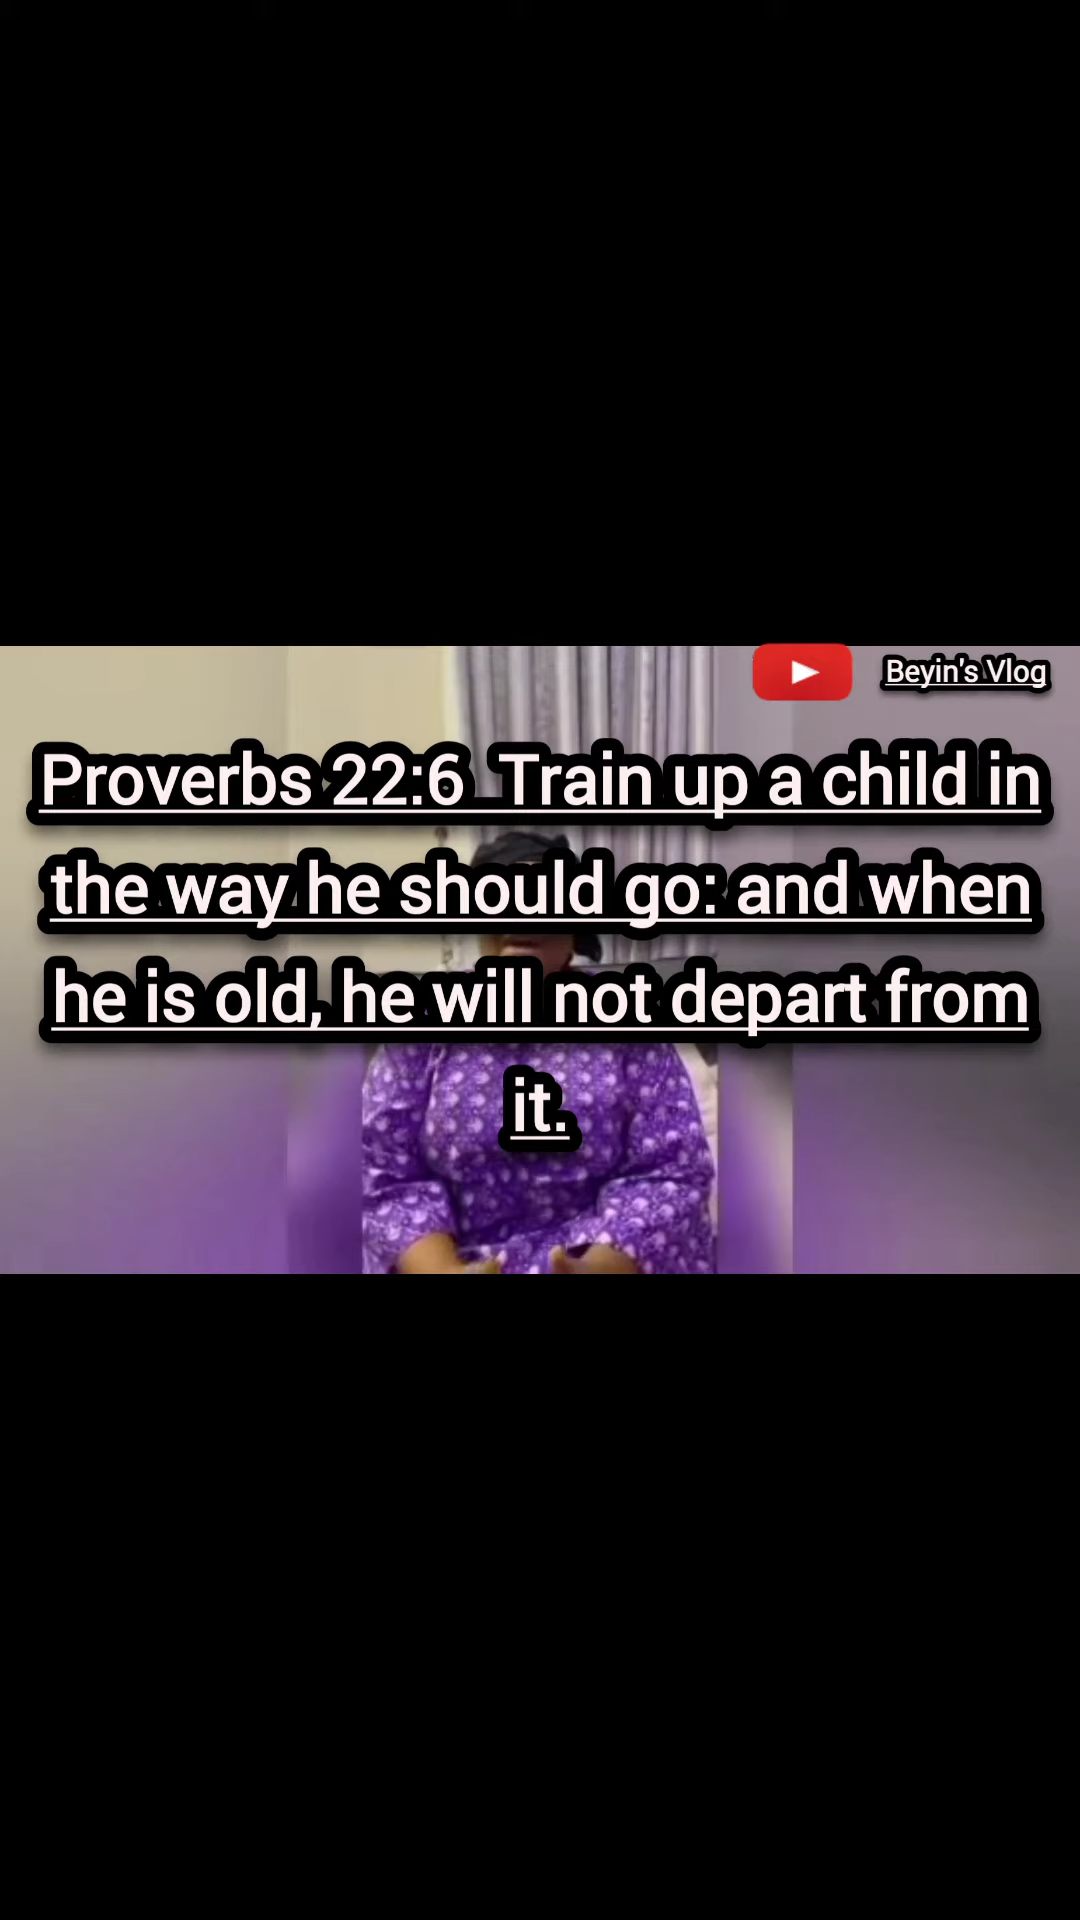 Beyin's Vlog
Proverbs 22:6  Train up a child in
the way he should go: and when
he is old, he will not depart from
it.